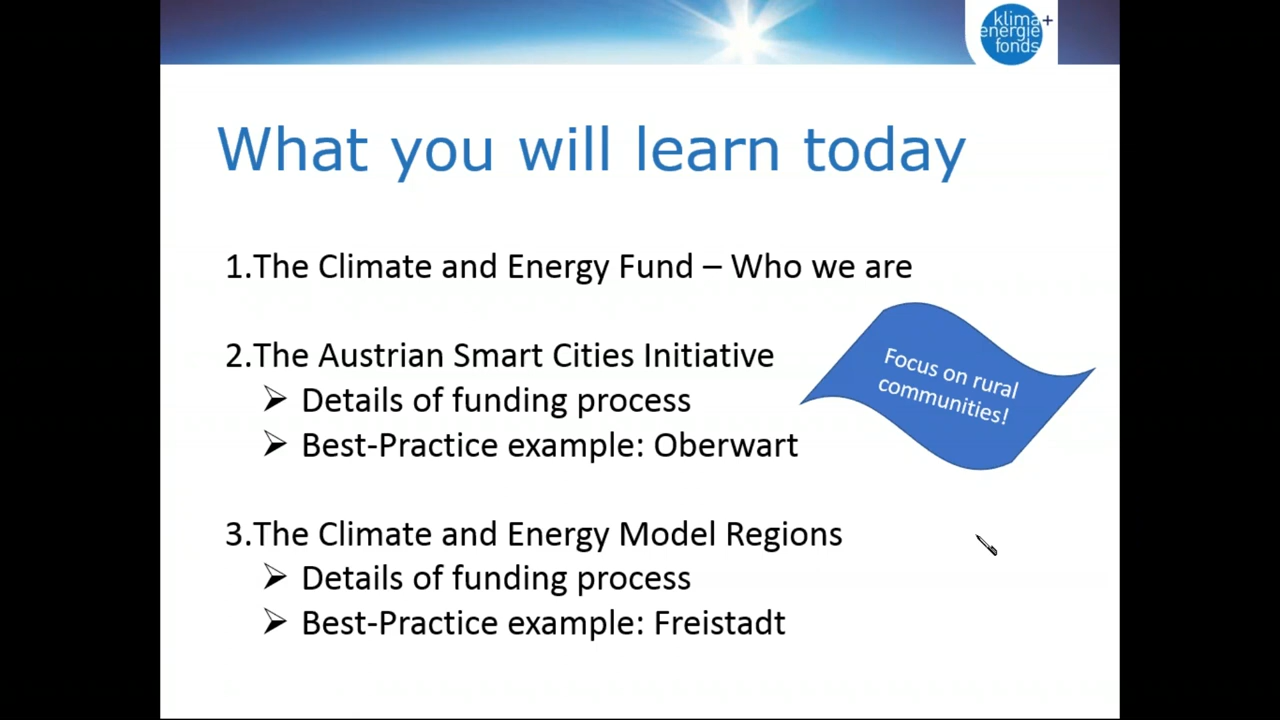 klima+
energie
fonds
What you will learn today
1.The Climate and Energy Fund – Who we are
2.The Austrian Smart Cities Initiative
➢ Details of funding process
➢ Best-Practice example: Oberwart
Focus on rural
communities!
3.The Climate and Energy Model Regions
➢ Details of funding process
➢ Best-Practice example: Freistadt